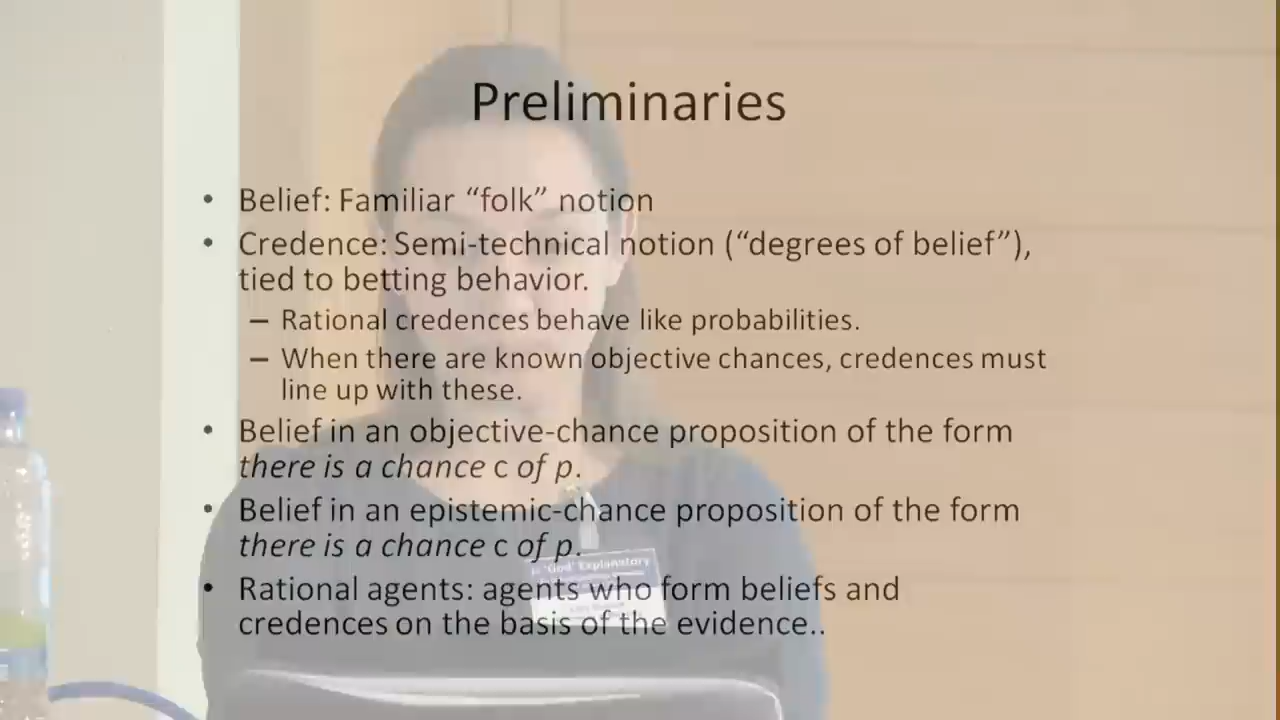 Preliminaries
• Belief: Familiar “folk” notion
• Credence: Semi-technical notion (“degrees of belief”),
tied to betting behavior.
– Rational credences behave like probabilities.
– When there are known objective chances, credences must
line up with these.
• Belief in an objective-chance proposition of the form
there is a chance c of p.
• Belief in an epistemic-chance proposition of the form
there is a chance c of p.
• Rational agents: agents who form beliefs and
credences on the basis of the evidence..
"God" Explanatory